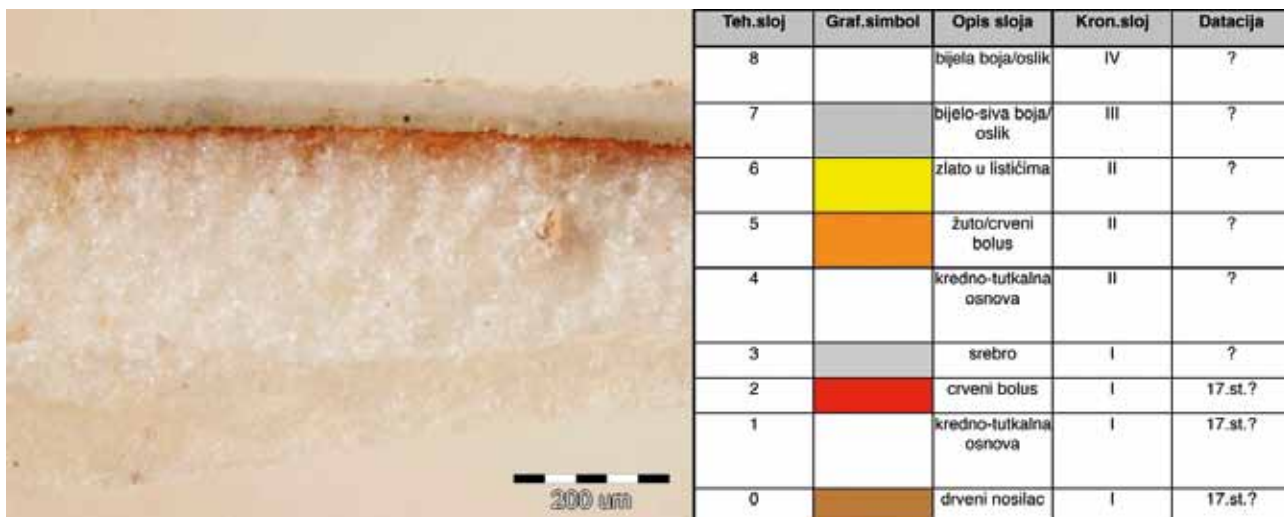 Teh.sloj Graf.simbol Opis sloja Kron.sloj Datacija
8 bijela boja/oslik IV ?
7 bijelo-siva boja/
oslik III ?
6 zlato u listićima II ?
5 žuto/crveni
bolus II ?
4 kredno-tutkalna
osnova II ?
3 srebro I ?
2 crveni bolus I 17.st.?
1 kredno-tutkalna
osnova I 17.st.?
0 drveni nosilac I 17.st.?
200 um